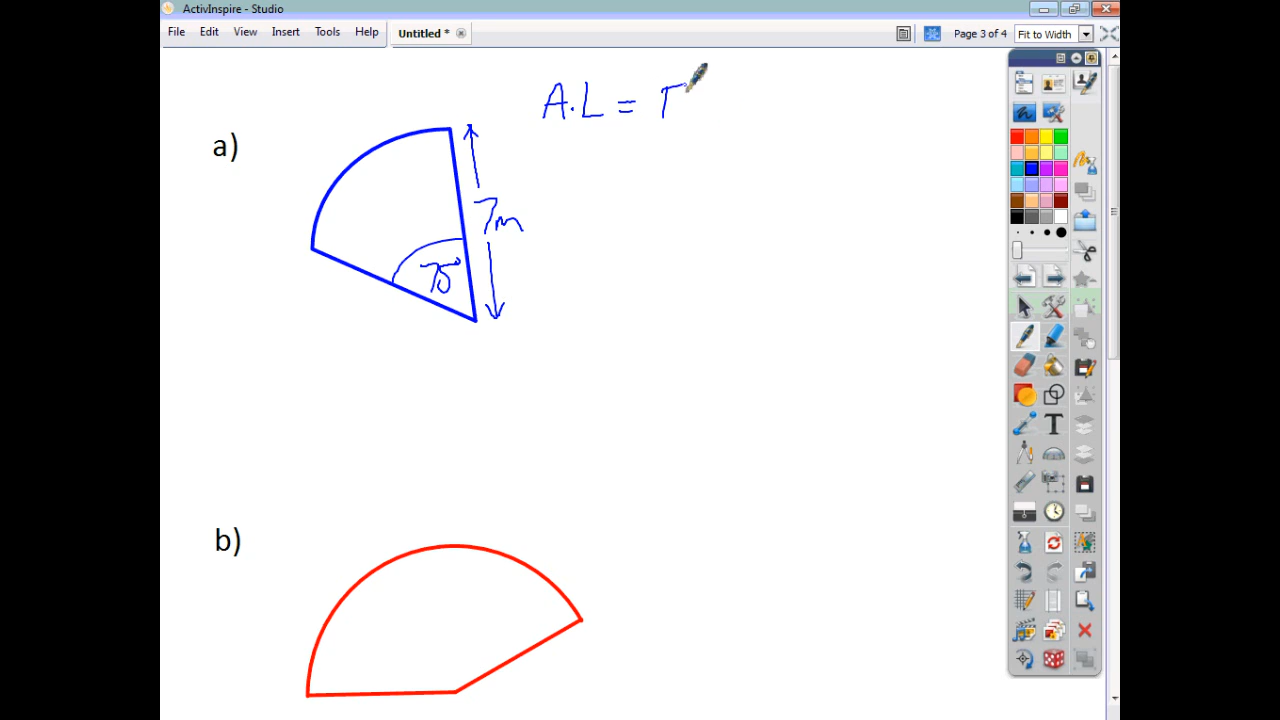 ActivInspire - Studio
File Edit View Insert Tools Help Untitled * Page 3 of 4 Fit to Width
A.L =
a)
7m
75°
b)